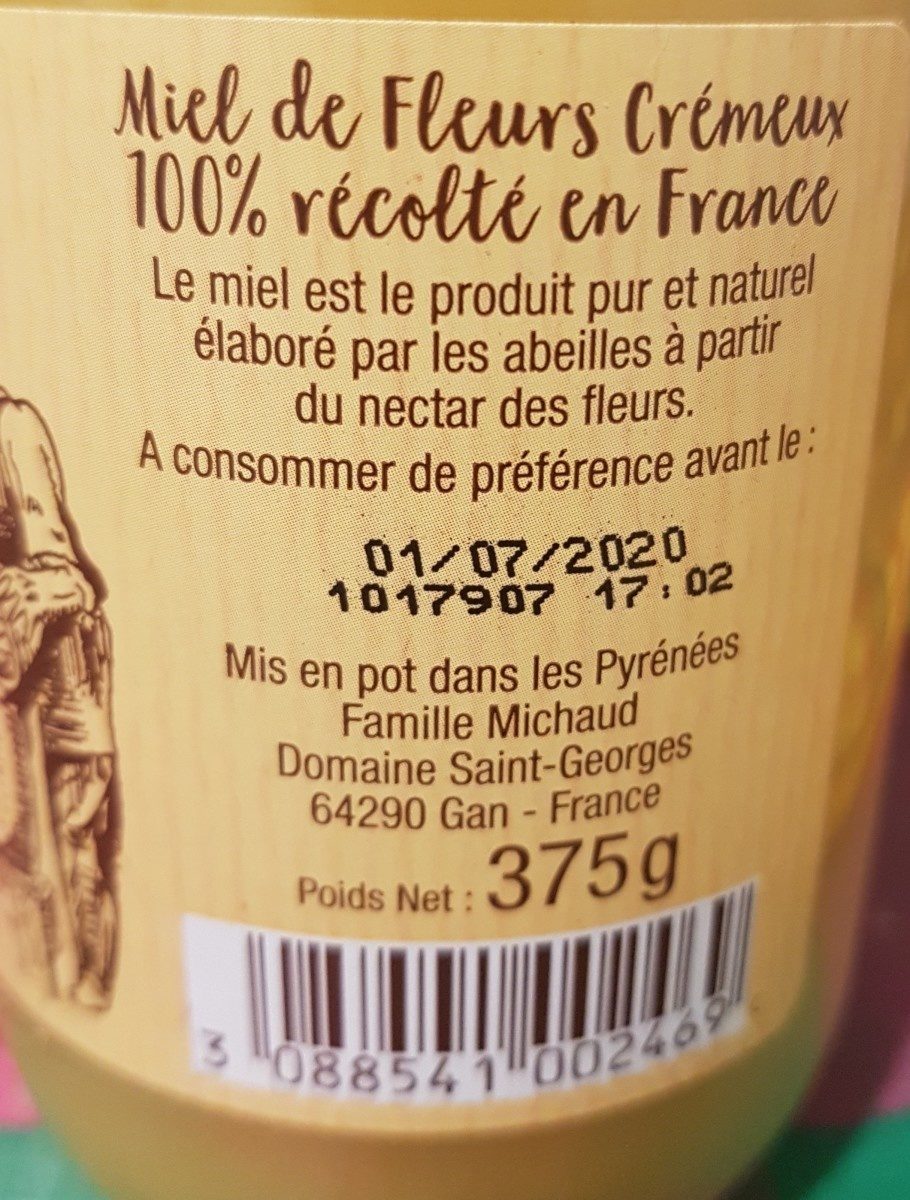 Miel de Fleurs Crémeux
100% récolté en France
Le miel est le produit pur et naturel
élaboré par les abeilles à partir
du nectar des fleurs.
A consommer de préférence avant le :
01/07/2020
1017907 17:02
Mis en pot dans les Pyrénées
Famille Michaud
Domaine Saint-Georges
64290 Gan - France
Poids Net : 375g
3 088541 002469